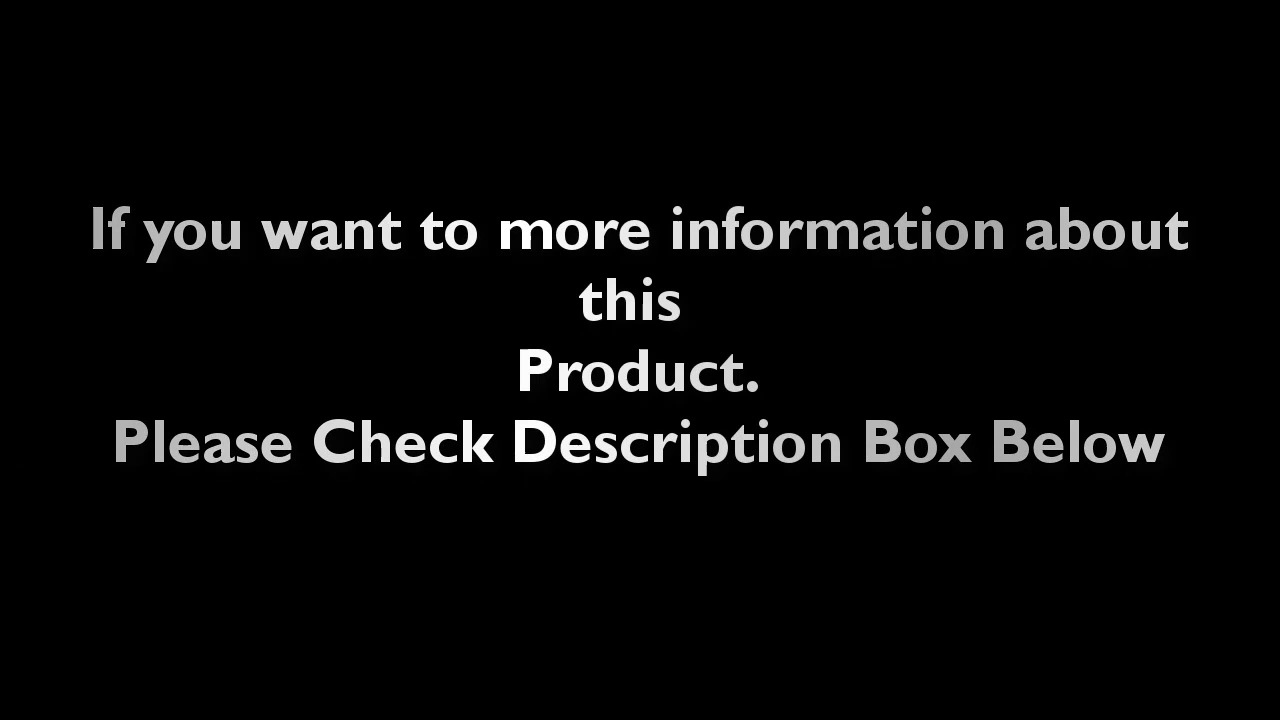 If you want to more information about
this
Product.
Please Check Description Box Below